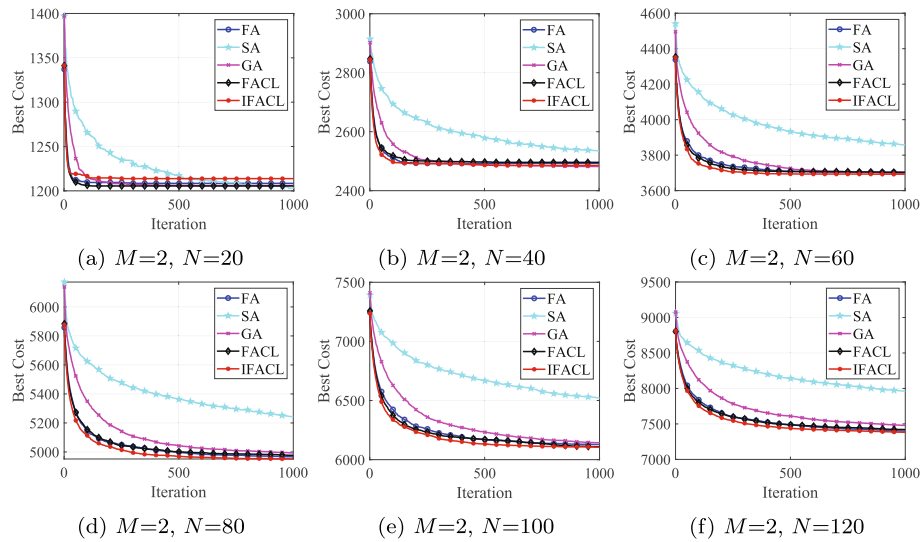 1400
1350
1300
1250
1200
Best Cost
0
500
1000
Iteration
FA
SA
GA
FACL
IFACL
(a) M=2, N=20
3000
2800
2600
2400
Best Cost
0
500
1000
Iteration
FA
SA
GA
FACL
IFACL
(b) M=2, N=40
4600
4400
4200
4000
3800
3600
Best Cost
0
500
1000
Iteration
FA
SA
GA
FACL
IFACL
(c) M=2, N=60
6000
5800
5600
5400
5200
5000
Best Cost
0
500
1000
Iteration
FA
SA
GA
FACL
IFACL
(d) M=2, N=80
7500
7000
6500
6000
Best Cost
0
500
1000
Iteration
FA
SA
GA
FACL
IFACL
(e) M=2, N=100
9500
9000
8500
8000
7500
7000
Best Cost
0
500
1000
Iteration
FA
SA
GA
FACL
IFACL
(f) M=2, N=120